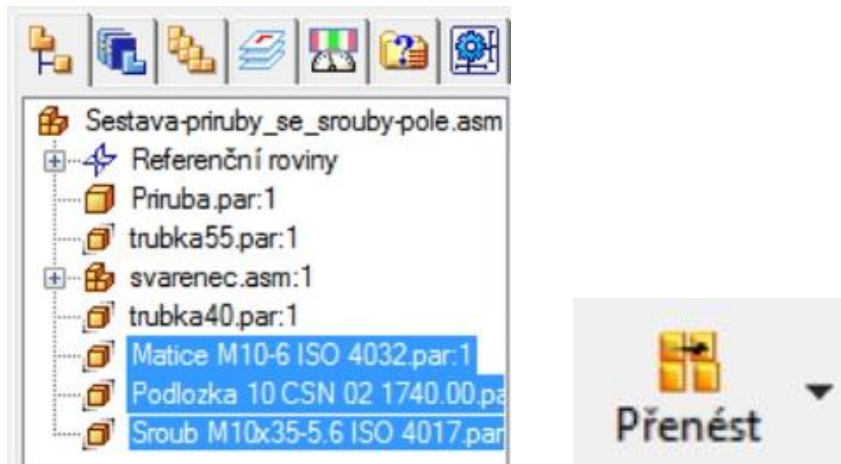 Sestava-priruby_se_srouby-pole.asm
Referenční roviny
Priruba.par:1
trubka55.par:1
svarenec.asm:1
trubka40.par:1
Matice M10-6 ISO 4032.par:1
Podlozka 10 CSN 02 1740.00.pa
Sroub M10x35-5.6 ISO 4017.par
Přenést